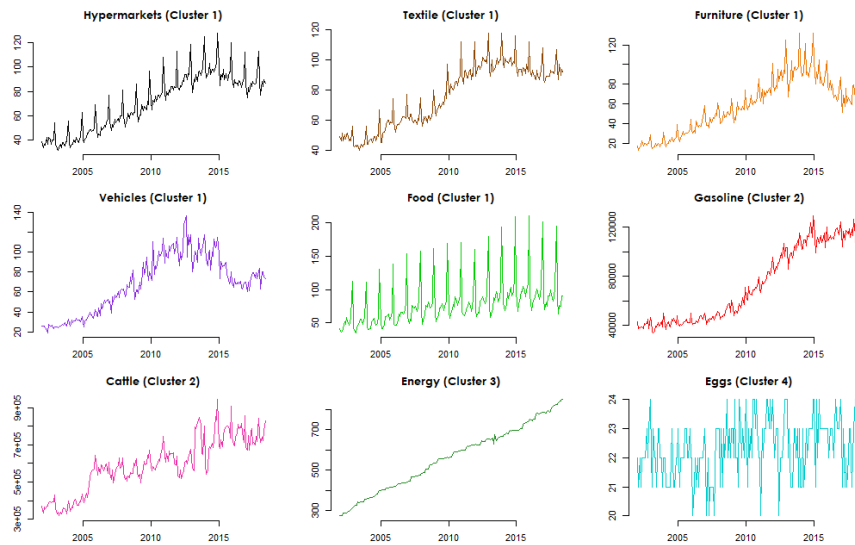 Hypermarkets (Cluster 1)
Textile (Cluster 1)
Furniture (Cluster 1)
40 60 80 100 120
40 60 80 100 120
20 40 60 80 120
2005 2010 2015
2005 2010 2015
2005 2010 2015
Vehicles (Cluster 1)
Food (Cluster 1)
Gasoline (Cluster 2)
20 40 60 80 100 140
50 100 150 200
40000 80000 120000
2005 2010 2015
2005 2010 2015
2005 2010 2015
Cattle (Cluster 2)
Energy (Cluster 3)
Eggs (Cluster 4)
3e+05 5e+05 7e+05 9e+05
300 500 700
20 21 22 23 24
2005 2010 2015
2005 2010 2015
2005 2010 2015